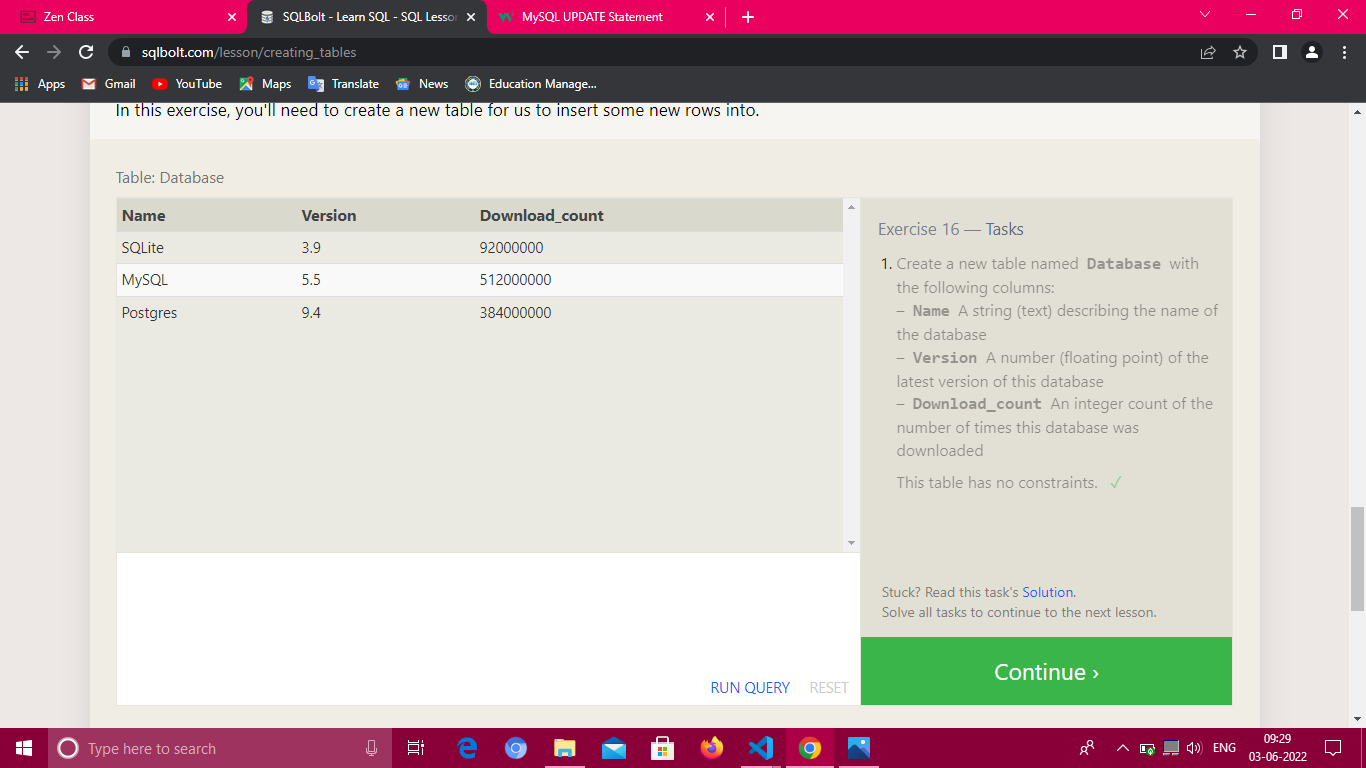 Zen Class
SQLBolt - Learn SQL - SQL Lesson
MySQL UPDATE Statement
sqlbolt.com/lesson/creating_tables
Apps
Gmail
YouTube
Maps
Translate
News
Education Manage...
In this exercise, you'll need to create a new table for us to insert some new rows into.
Table: Database
Name Version Download_count
SQLite 3.9 92000000
MySQL 5.5 512000000
Postgres 9.4 384000000
RUN QUERY RESET
Exercise 16 — Tasks
1. Create a new table named Database with
the following columns:
– Name A string (text) describing the name of
the database
– Version A number (floating point) of the
latest version of this database
– Download_count An integer count of the
number of times this database was
downloaded
This table has no constraints. ✓
Stuck? Read this task's Solution.
Solve all tasks to continue to the next lesson.
Continue ›
Type here to search
ENG
09:29
03-06-2022